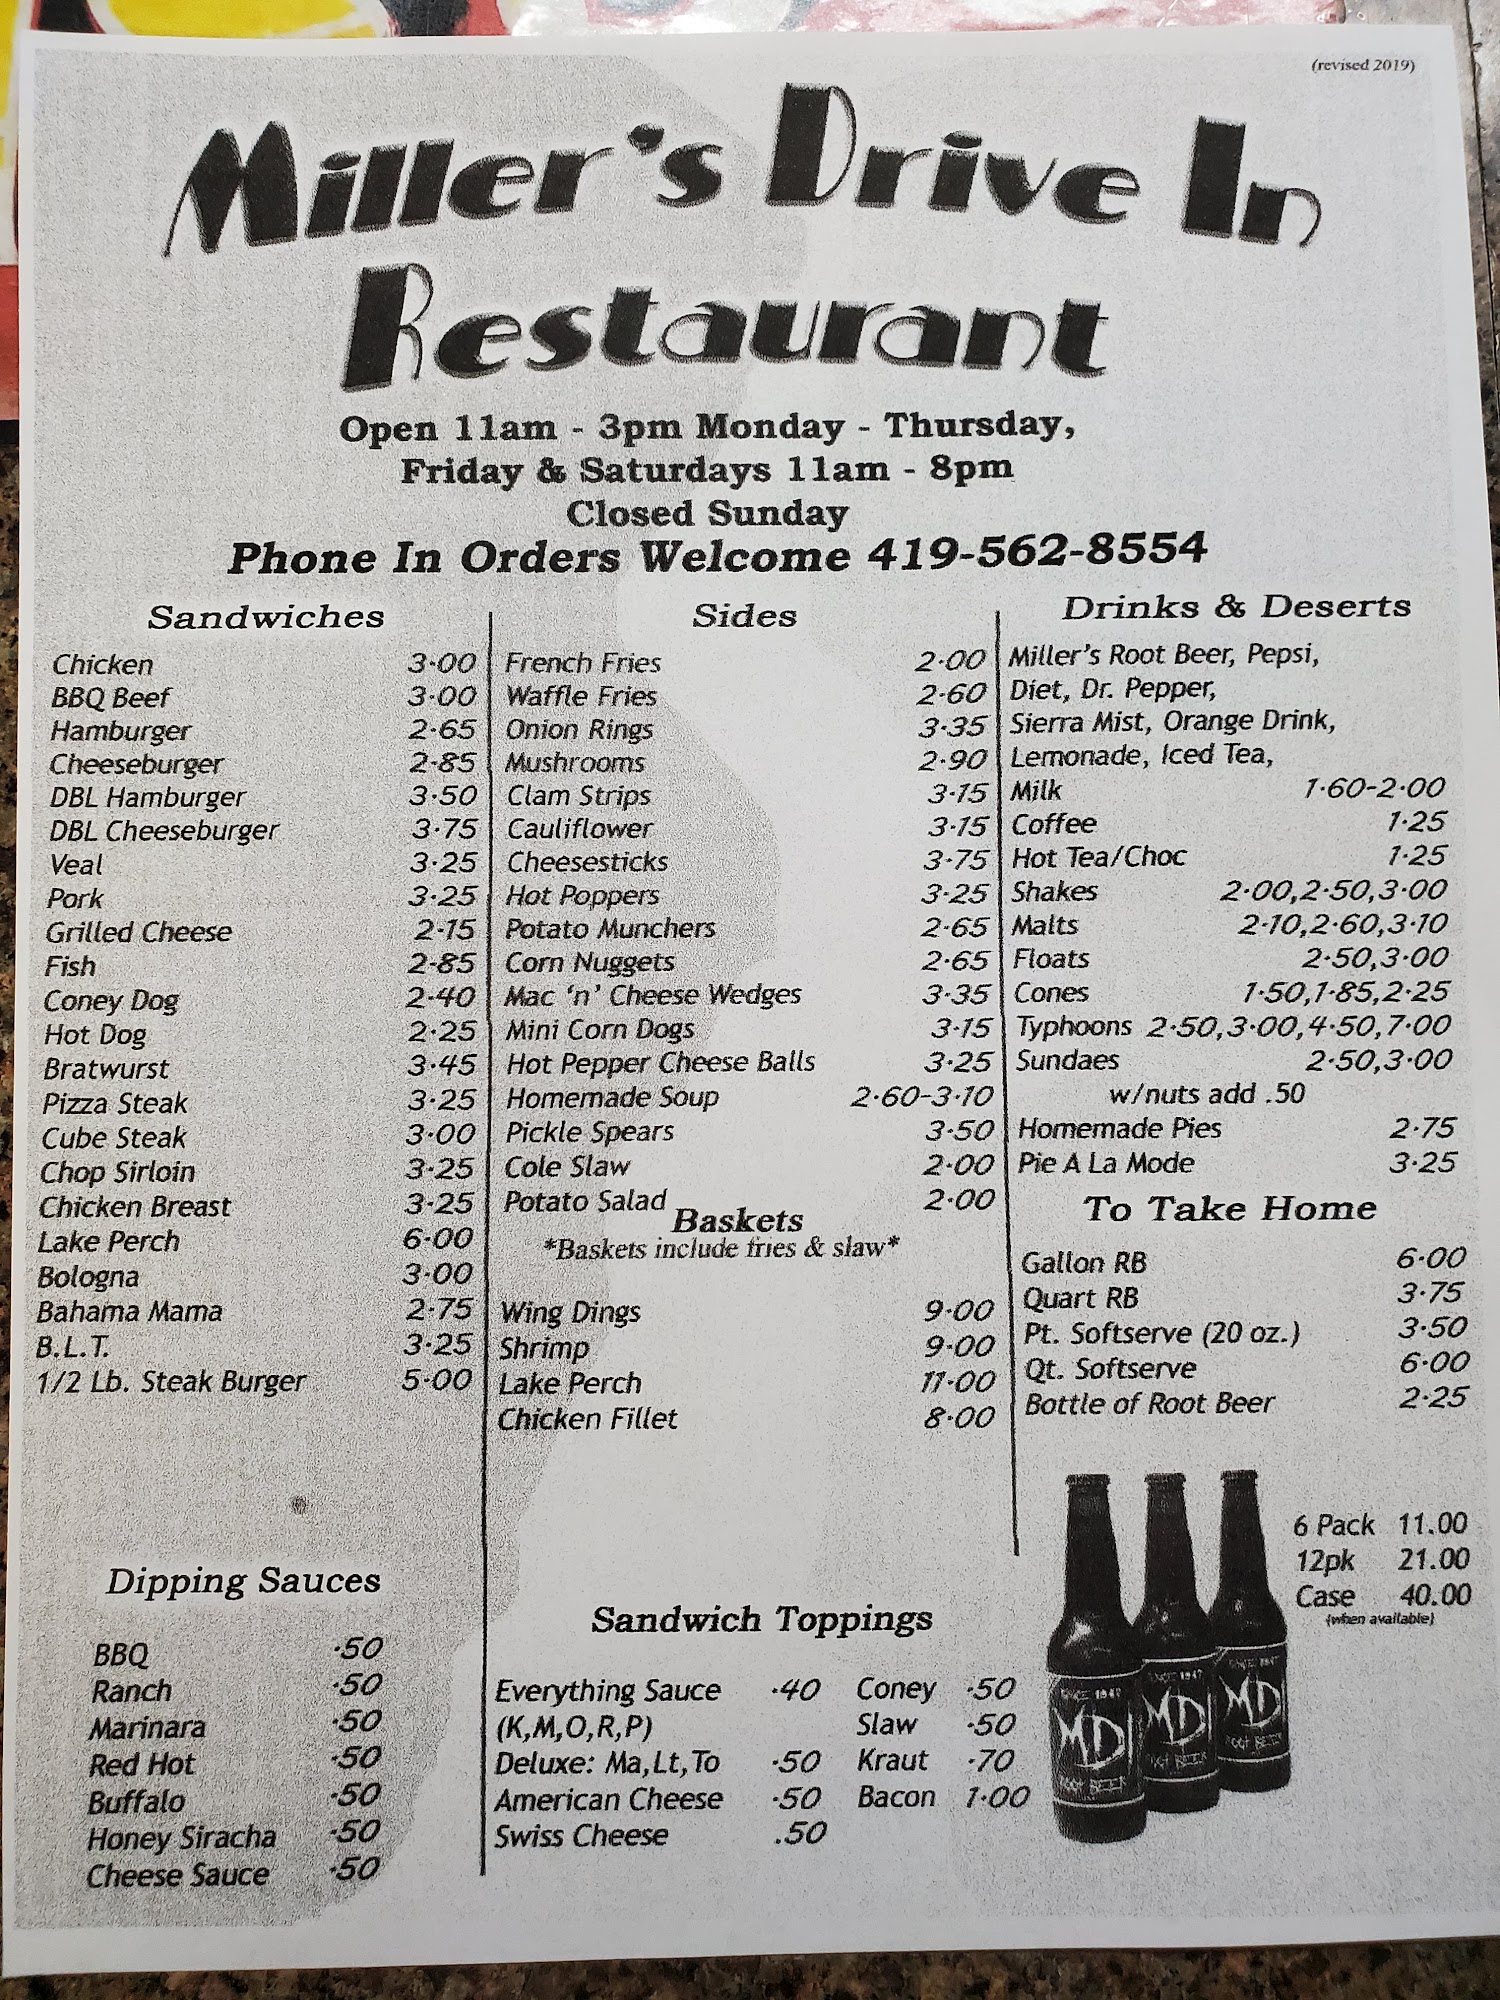 (revised 2019)
Miller's Drive In
Restaurant
Open 11am - 3pm Monday - Thursday,
Friday & Saturdays 11am - 8pm
Closed Sunday
Phone In Orders Welcome 419-562-8554
Sandwiches
Chicken 3.00
BBQ Beef 3.00
Hamburger 2.65
Cheeseburger 2.85
DBL Hamburger 3.50
DBL Cheeseburger 3.75
Veal 3.25
Pork 3.25
Grilled Cheese 2.15
Fish 2.85
Coney Dog 2.40
Hot Dog 2.25
Bratwurst 3.45
Pizza Steak 3.25
Cube Steak 3.00
Chop Sirloin 3.25
Chicken Breast 3.25
Lake Perch 6.00
Bologna 3.00
Bahama Mama 2.75
B.L.T. 3.25
1/2 Lb. Steak Burger 5.00
Dipping Sauces
BBQ .50
Ranch .50
Marinara .50
Red Hot .50
Buffalo .50
Honey Siracha .50
Cheese Sauce .50
Sides
French Fries 2.00
Waffle Fries 2.60
Onion Rings 3.35
Mushrooms 2.90
Clam Strips 3.15
Cauliflower 3.15
Cheesesticks 3.75
Hot Poppers 3.25
Potato Munchers 2.65
Corn Nuggets 2.65
Mac 'n' Cheese Wedges 3.35
Mini Corn Dogs 3.15
Hot Pepper Cheese Balls 3.25
Homemade Soup 2.60-3.10
Pickle Spears 3.50
Cole Slaw 2.00
Potato Salad 2.00
Baskets
*Baskets include fries & slaw*
Wing Dings 9.00
Shrimp 9.00
Lake Perch 11.00
Chicken Fillet 8.00
Sandwich Toppings
Everything Sauce .40 Coney .50
(K,M,O,R,P) Slaw .50
Deluxe: Ma,Lt,To .50 Kraut .70
American Cheese .50 Bacon 1.00
Swiss Cheese .50
Drinks & Deserts
Miller's Root Beer, Pepsi,
Diet, Dr. Pepper,
Sierra Mist, Orange Drink,
Lemonade, Iced Tea,
Milk 1.60-2.00
Coffee 1.25
Hot Tea/Choc 1.25
Shakes 2.00,2.50,3.00
Malts 2.10,2.60,3.10
Floats 2.50,3.00
Cones 1.50,1.85,2.25
Typhoons 2.50,3.00,4.50,7.00
Sundaes 2.50,3.00
w/nuts add .50
Homemade Pies 2.75
Pie A La Mode 3.25
To Take Home
Gallon RB 6.00
Quart RB 3.75
Pt. Softserve (20 oz.) 3.50
Qt. Softserve 6.00
Bottle of Root Beer 2.25
6 Pack 11.00
12pk 21.00
Case 40.00
(when available)
SINCE 1947
MD
ROOT BEER
SINCE 1947
MD
ROOT BEER
SINCE 1947
MD
ROOT BEER